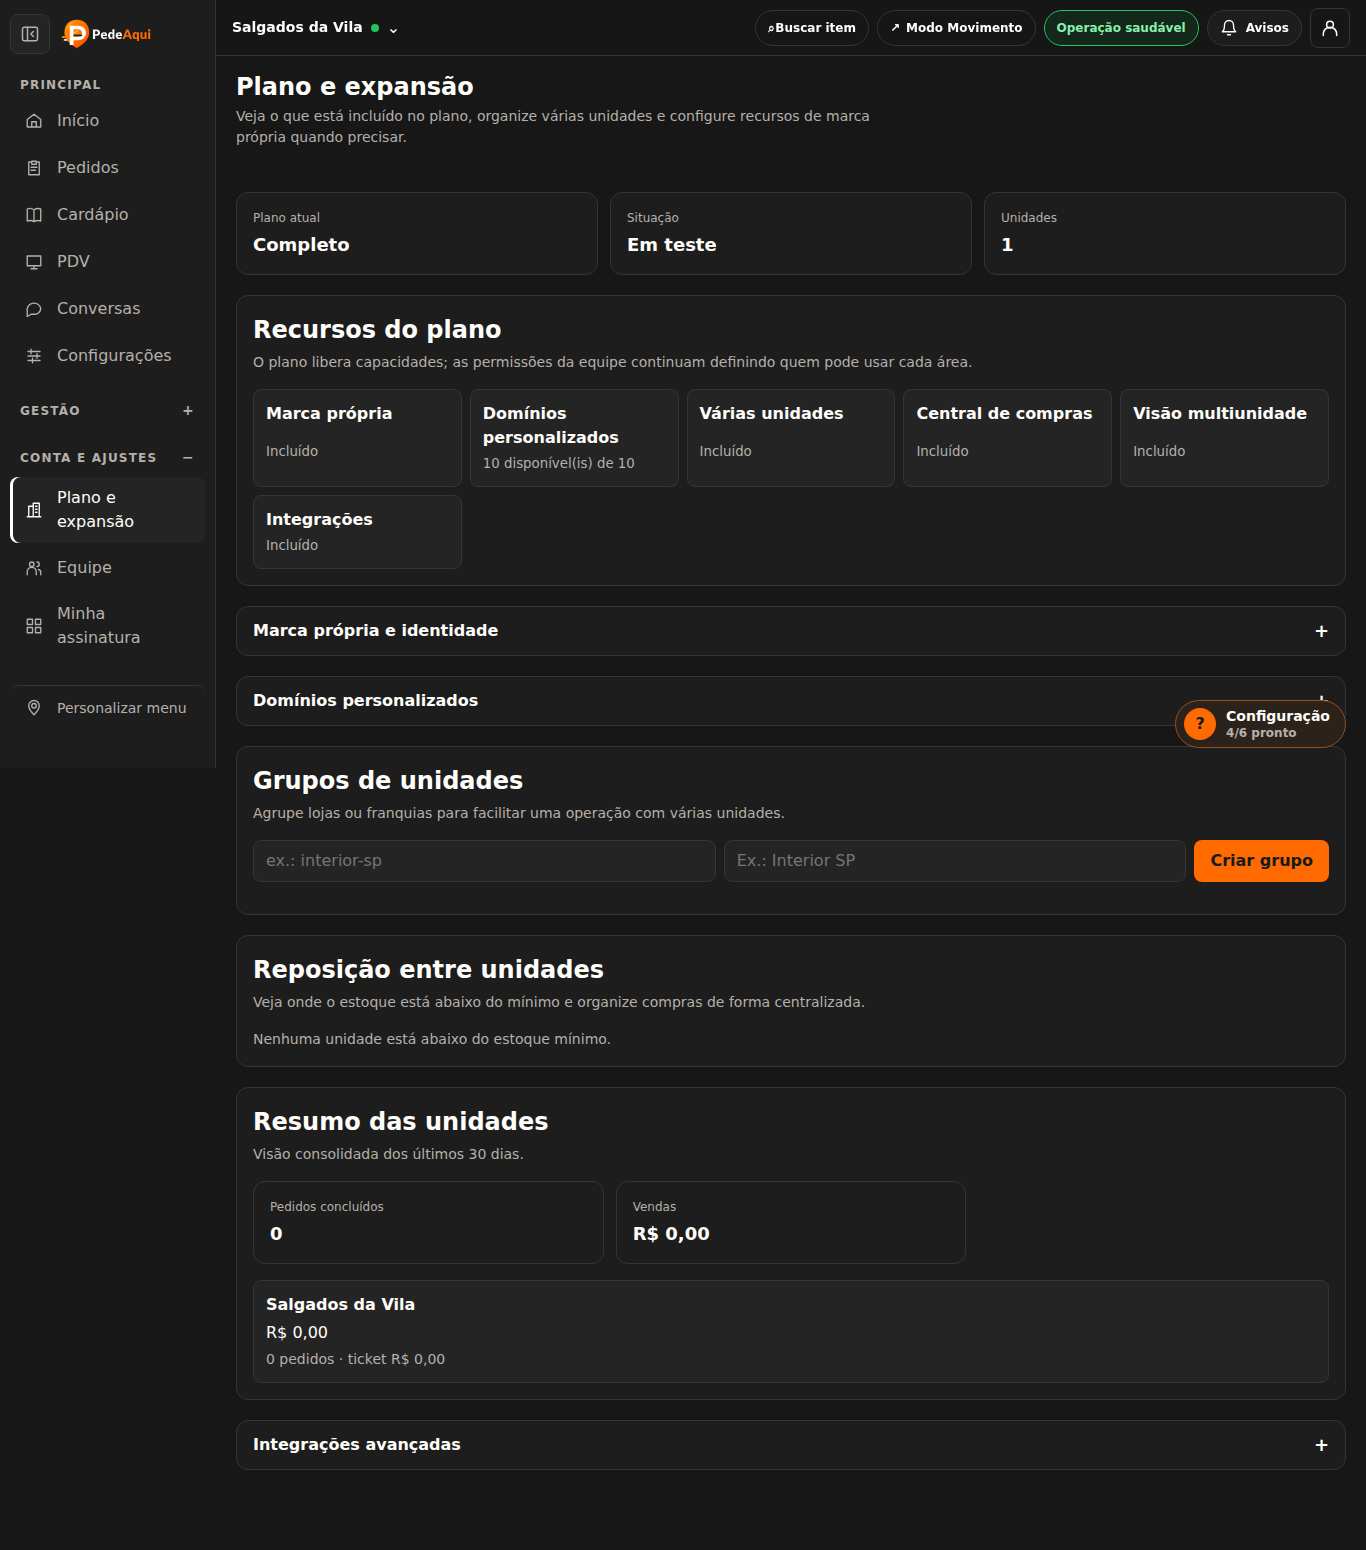 PedeAqui
PRINCIPAL
Início
Pedidos
Cardápio
PDV
Conversas
Configurações
GESTÃO +
CONTA E AJUSTES −
Plano e
expansão
Equipe
Minha
assinatura
Personalizar menu
Salgados da Vila
Buscar item
↗ Modo Movimento
Operação saudável
Avisos
Plano e expansão
Veja o que está incluído no plano, organize várias unidades e configure recursos de marca
própria quando precisar.
Plano atual
Completo
Situação
Em teste
Unidades
1
Recursos do plano
O plano libera capacidades; as permissões da equipe continuam definindo quem pode usar cada área.
Marca própria
Incluído
Domínios
personalizados
10 disponível(is) de 10
Várias unidades
Incluído
Central de compras
Incluído
Visão multiunidade
Incluído
Integrações
Incluído
Marca própria e identidade +
Domínios personalizados
?
Configuração
4/6 pronto
Grupos de unidades
Agrupe lojas ou franquias para facilitar uma operação com várias unidades.
ex.: interior-sp
Ex.: Interior SP
Criar grupo
Reposição entre unidades
Veja onde o estoque está abaixo do mínimo e organize compras de forma centralizada.
Nenhuma unidade está abaixo do estoque mínimo.
Resumo das unidades
Visão consolidada dos últimos 30 dias.
Pedidos concluídos
0
Vendas
R$ 0,00
Salgados da Vila
R$ 0,00
0 pedidos · ticket R$ 0,00
Integrações avançadas +